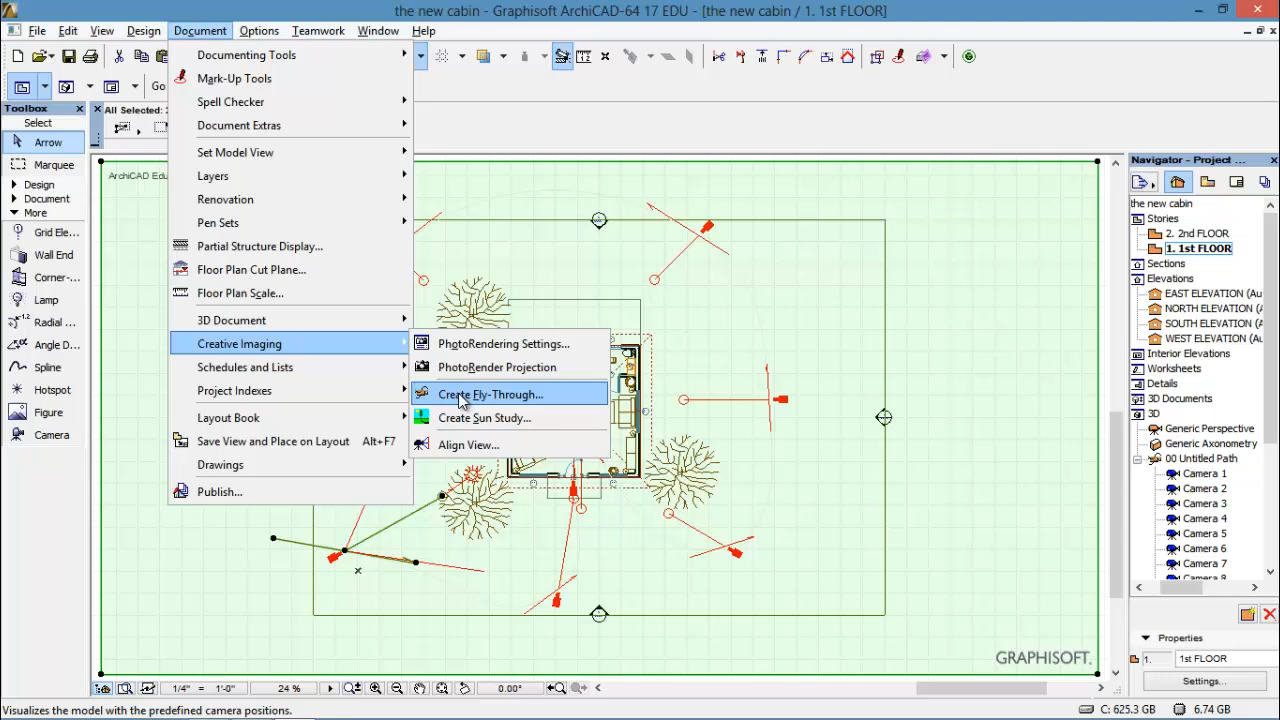 the new cabin - Graphisoft ArchiCAD-64 17 EDU - [the new cabin / 1. 1st FLOOR]
File Edit View Design Document Options Teamwork Window Help
Go
Toolbox
All Selected:
Select
Arrow
Marquee
Design
Document
More
Grid Ele...
Wall End
Corner-...
Lamp
Radial ...
Angle D...
Spline
Hotspot
Figure
Camera
ArchiCAD Edu
Documenting Tools
Mark-Up Tools
Spell Checker
Document Extras
Set Model View
Layers
Renovation
Pen Sets
Partial Structure Display...
Floor Plan Cut Plane...
Floor Plan Scale...
3D Document
Creative Imaging
Schedules and Lists
Project Indexes
Layout Book
Save View and Place on Layout Alt+F7
Drawings
Publish...
PhotoRendering Settings...
PhotoRender Projection
Create Fly-Through...
Create Sun Study...
Align View...
GRAPHISOFT.
Navigator - Project ...
the new cabin
Stories
2. 2nd FLOOR
1. 1st FLOOR
Sections
Elevations
EAST ELEVATION (Au
NORTH ELEVATION (A
SOUTH ELEVATION (A
WEST ELEVATION (Au
Interior Elevations
Worksheets
Details
3D Documents
3D
Generic Perspective
Generic Axonometry
00 Untitled Path
Camera 1
Camera 2
Camera 3
Camera 4
Camera 5
Camera 6
Camera 7
Camera 8
Properties
1. 1st FLOOR
Settings...
1/4" = 1'-0" 24 % 0.00°
Visualizes the model with the predefined camera positions.
C: 625.3 GB 6.74 GB